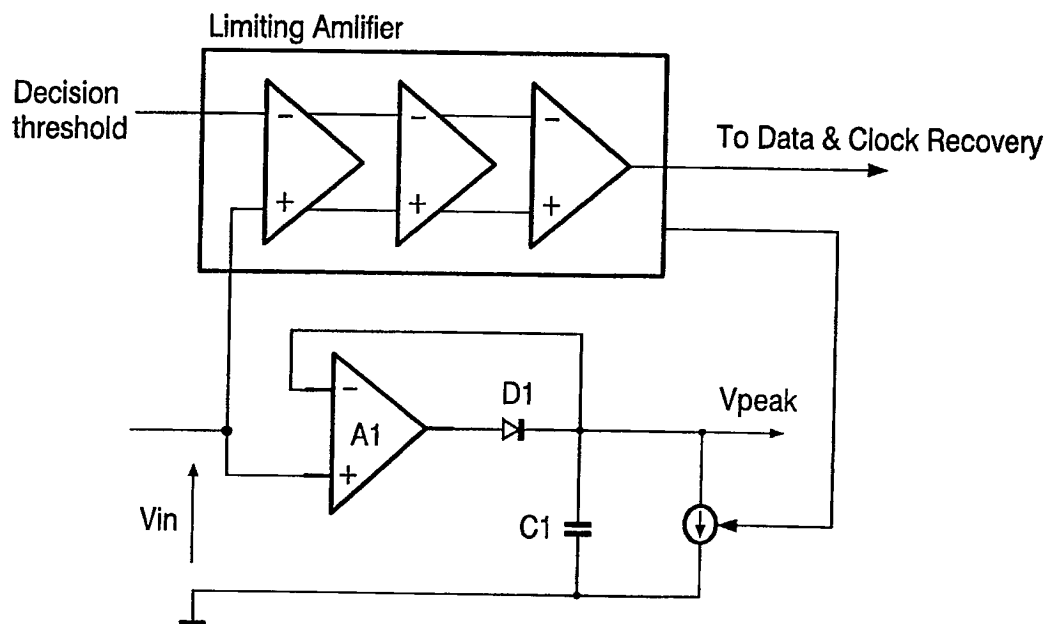 Limiting Amlifier
Decision
threshold
−
−
−
To Data & Clock Recovery
+
+
+
−
D1
Vpeak
A1
+
Vin
C1